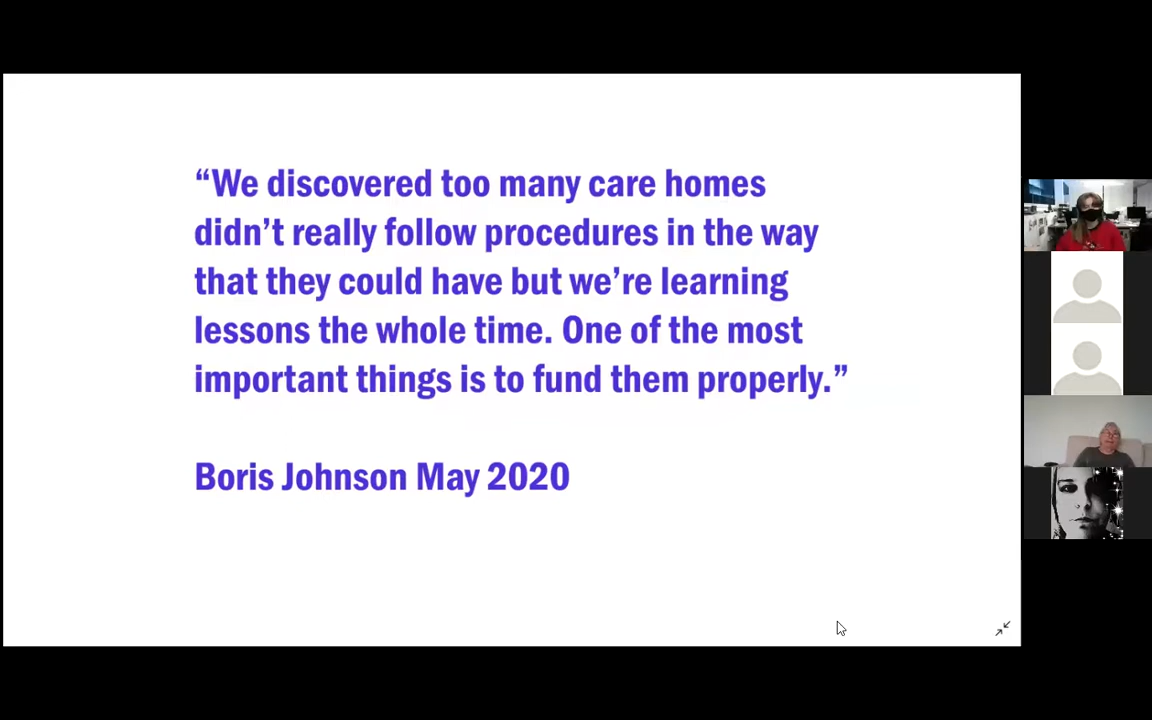 “We discovered too many care homes
didn’t really follow procedures in the way
that they could have but we’re learning
lessons the whole time. One of the most
important things is to fund them properly.”
Boris Johnson May 2020